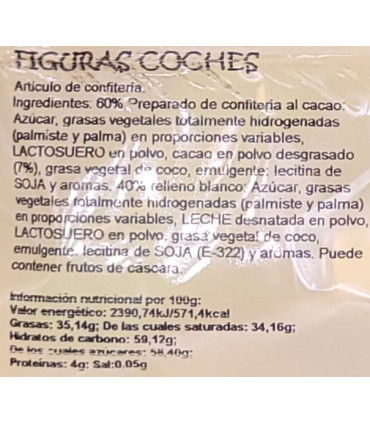 FIGURAS COCHES
Artículo de confitería.
Ingredientes: 60% Preparado de confitería al cacao:
Azúcar, grasas vegetales totalmente hidrogenadas
(palmiste y palma) en proporciones variables,
LACTOSUERO en polvo, cacao en polvo desgrasado
(7%), grasa vegetal de coco, emulgente: lecitina de
SOJA y aromas. 40% relleno blanco: Azúcar, grasas
vegetales totalmente hidrogenadas (palmiste y palma)
en proporciones variables, LECHE desnatada en polvo,
LACTOSUERO en polvo, grasa vegetal de coco,
emulgente: lecitina de SOJA (E-322) y aromas. Puede
contener frutos de cáscara.
Información nutricional por 100g:
Valor energético: 2390,74kJ/571,4kcal
Grasas: 35,14g; De las cuales saturadas: 34,16g;
Hidratos de carbono: 59,12g;
De los cuales azúcares: 58,40g;
Proteínas: 4g; Sal:0.05g